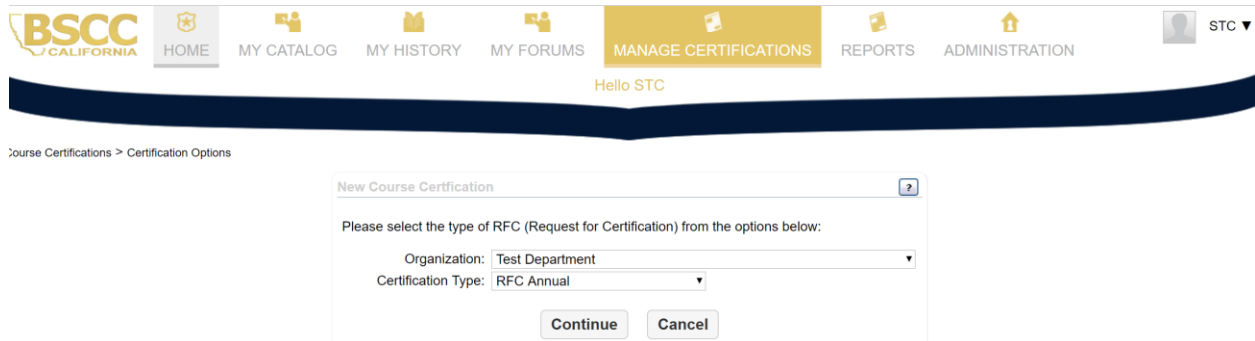 BSCC
CALIFORNIA
HOME
MY CATALOG
MY HISTORY
MY FORUMS
MANAGE CERTIFICATIONS
REPORTS
ADMINISTRATION
STC ▼
Hello STC
Course Certifications > Certification Options
New Course Certfication
?
Please select the type of RFC (Request for Certification) from the options below:
Organization: Test Department
Certification Type: RFC Annual
Continue Cancel